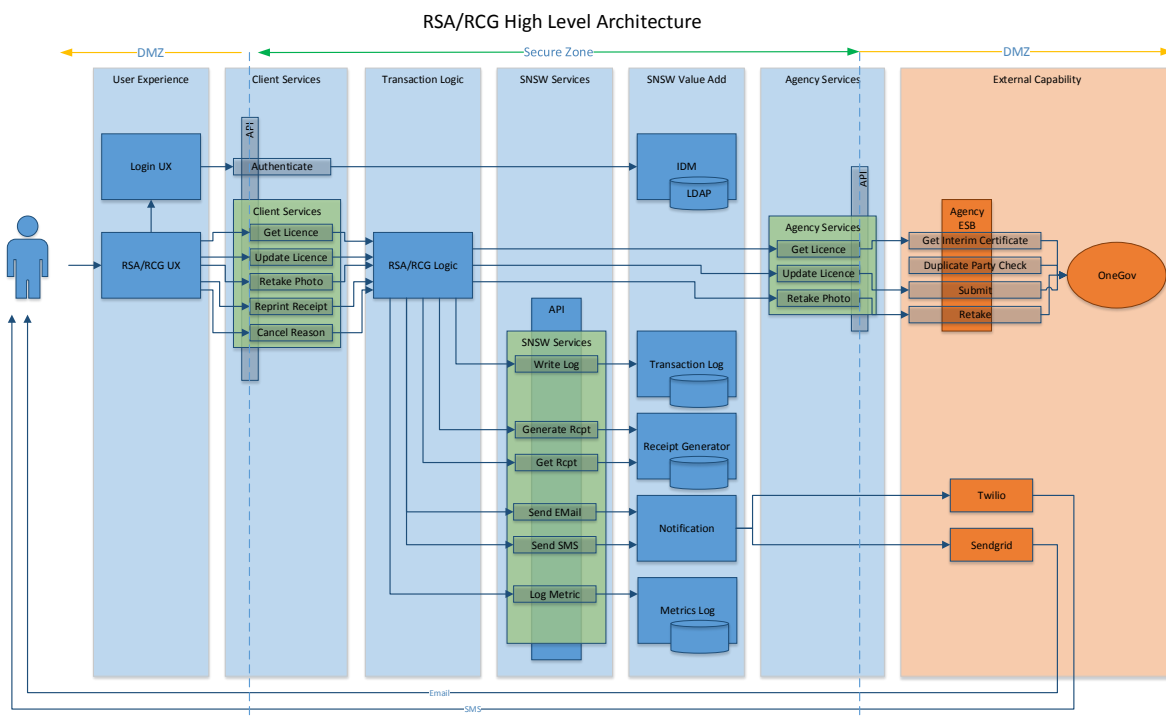 RSA/RCG High Level Architecture
DMZ
Secure Zone
DMZ
User Experience
Client Services
Transaction Logic
SNSW Services
SNSW Value Add
Agency Services
External Capability
API
Login UX
Authenticate
IDM
LDAP
API
Client Services
Get Licence
Update Licence
Retake Photo
Reprint Receipt
Cancel Reason
RSA/RCG UX
RSA/RCG Logic
Agency Services
Get Licence
Update Licence
Retake Photo
Agency
ESB
Get Interim Certificate
Duplicate Party Check
Submit
Retake
OneGov
API
SNSW Services
Write Log
Transaction Log
Generate Rcpt
Get Rcpt
Receipt Generator
Send EMail
Send SMS
Notification
Twilio
Sendgrid
Log Metric
Metrics Log
Email
SMS